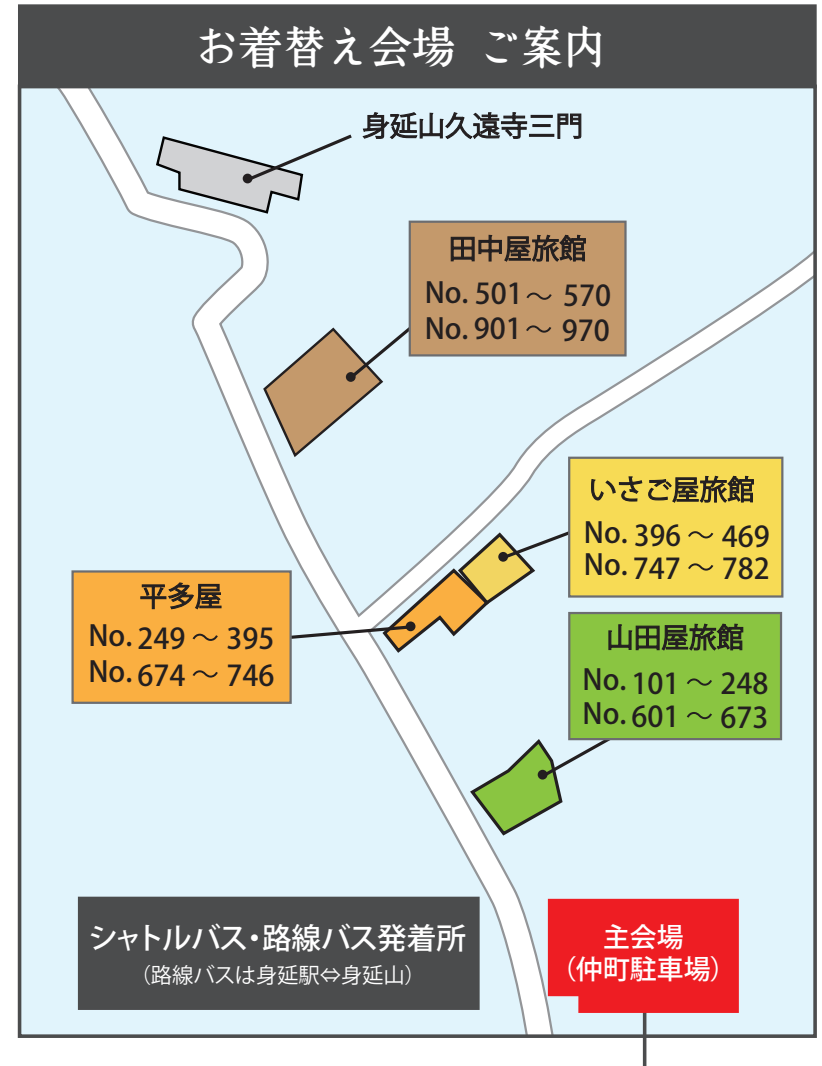 お着替え会場 ご案内
身延山久遠寺三門
田中屋旅館
No. 501～570
No. 901～970
いさご屋旅館
No. 396～469
No. 747～782
平多屋
No. 249～395
No. 674～746
山田屋旅館
No. 101～248
No. 601～673
シャトルバス・路線バス発着所
（路線バスは身延駅⇔身延山）
主会場
（仲町駐車場）